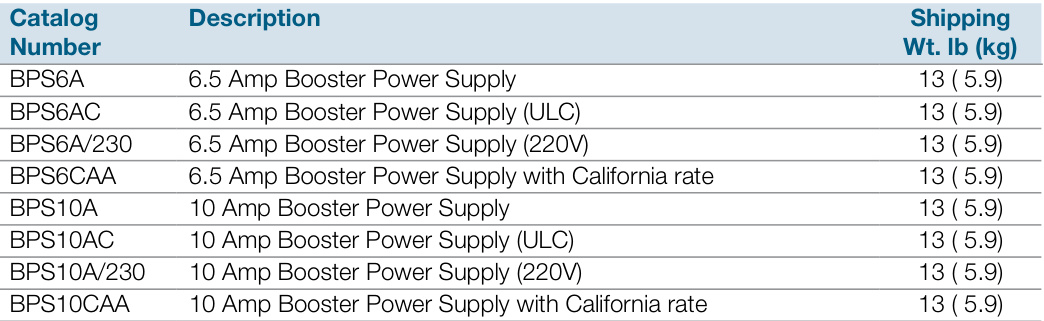 Catalog Number Description Shipping Wt. lb (kg)
BPS6A 6.5 Amp Booster Power Supply 13 ( 5.9)
BPS6AC 6.5 Amp Booster Power Supply (ULC) 13 ( 5.9)
BPS6A/230 6.5 Amp Booster Power Supply (220V) 13 ( 5.9)
BPS6CAA 6.5 Amp Booster Power Supply with California rate 13 ( 5.9)
BPS10A 10 Amp Booster Power Supply 13 ( 5.9)
BPS10AC 10 Amp Booster Power Supply (ULC) 13 ( 5.9)
BPS10A/230 10 Amp Booster Power Supply (220V) 13 ( 5.9)
BPS10CAA 10 Amp Booster Power Supply with California rate 13 ( 5.9)